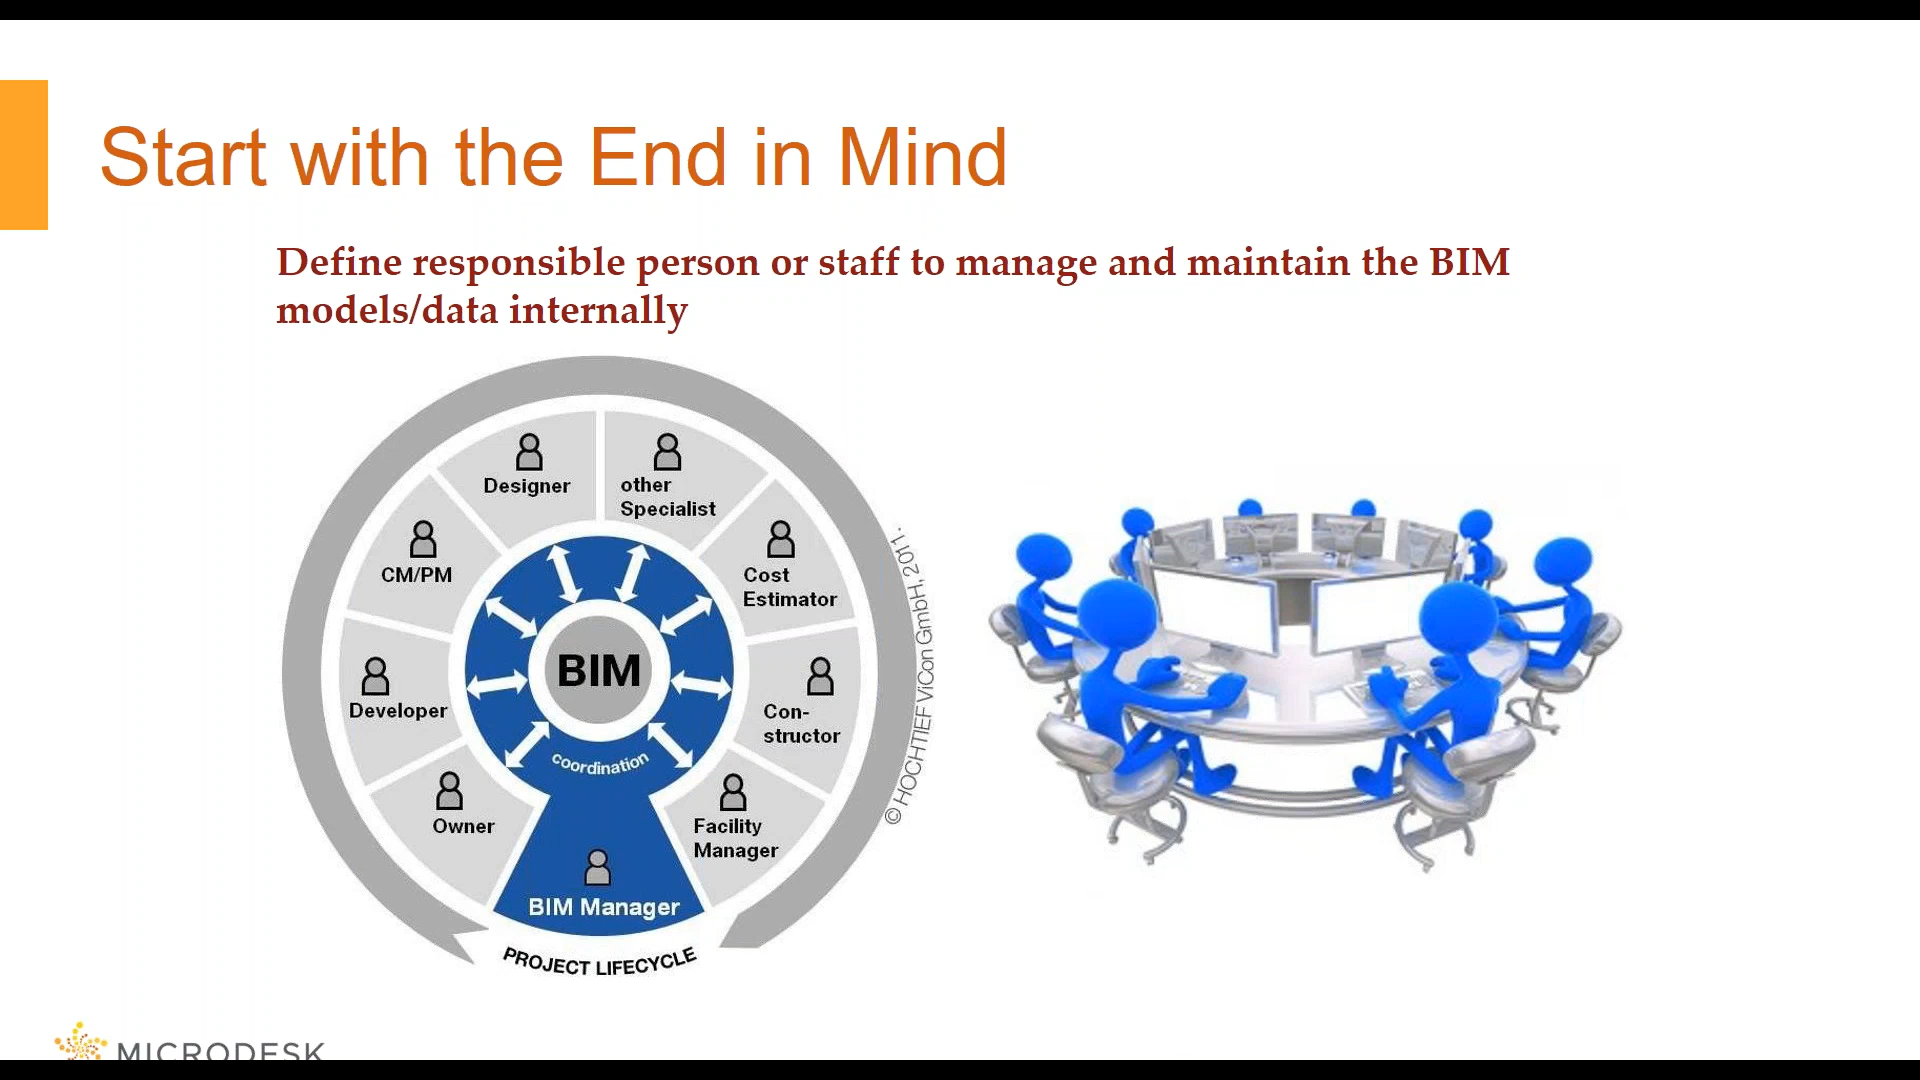 Start with the End in Mind
Define responsible person or staff to manage and maintain the BIM
models/data internally
Designer
other
Specialist
CM/PM
Cost
Estimator
BIM
Developer
Con-
structor
coordination
Owner
Facility
Manager
BIM Manager
PROJECT LIFECYCLE
© HOCHTIEF ViCon GmbH, 2011.
MICRODESK